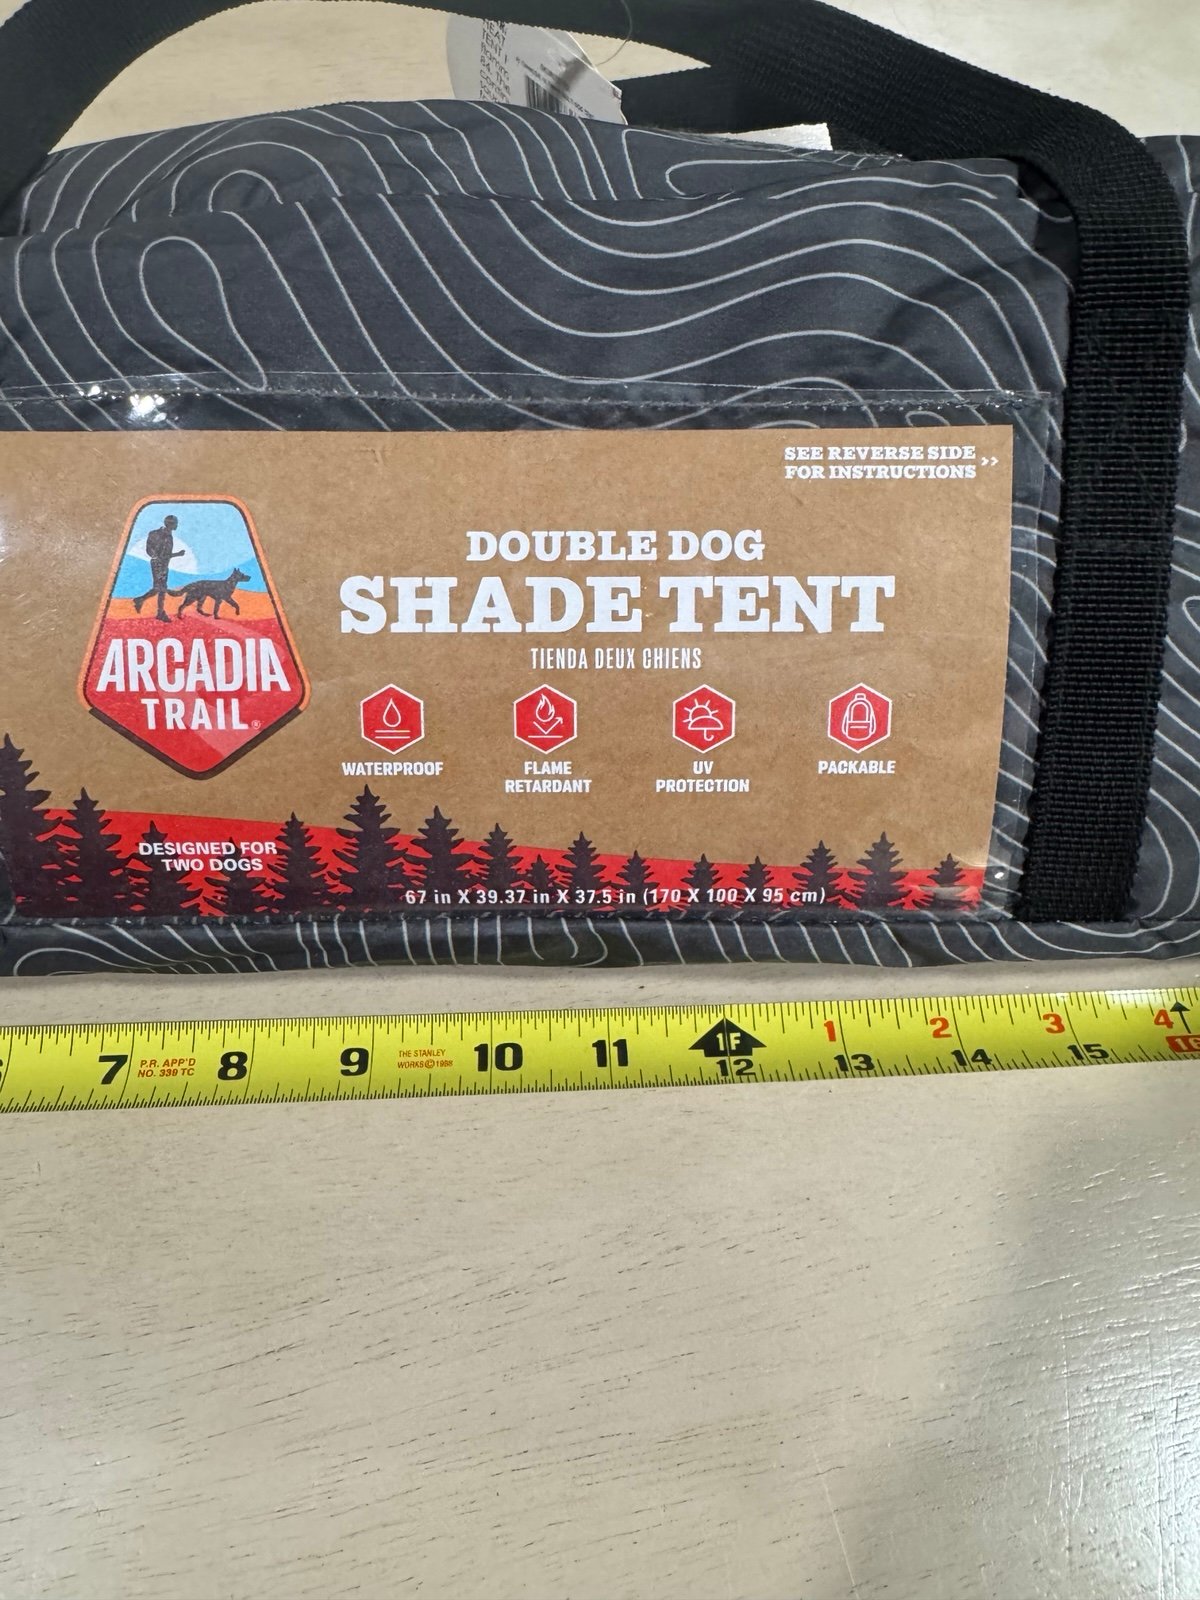 SEE REVERSE SIDE >>
FOR INSTRUCTIONS
DOUBLE DOG
SHADE TENT
TIENDA DEUX CHIENS
ARCADIA
TRAIL®
WATERPROOF
FLAME
RETARDANT
UV
PROTECTION
PACKABLE
DESIGNED FOR
TWO DOGS
67 in X 39.37 in X 37.5 in (170 X 100 X 95 cm)
7 P.R. APP'D
NO. 339 TC
8 9 THE STANLEY
WORKS©1988
10 11 1F 12 1 13 2 14 3 15 4 16